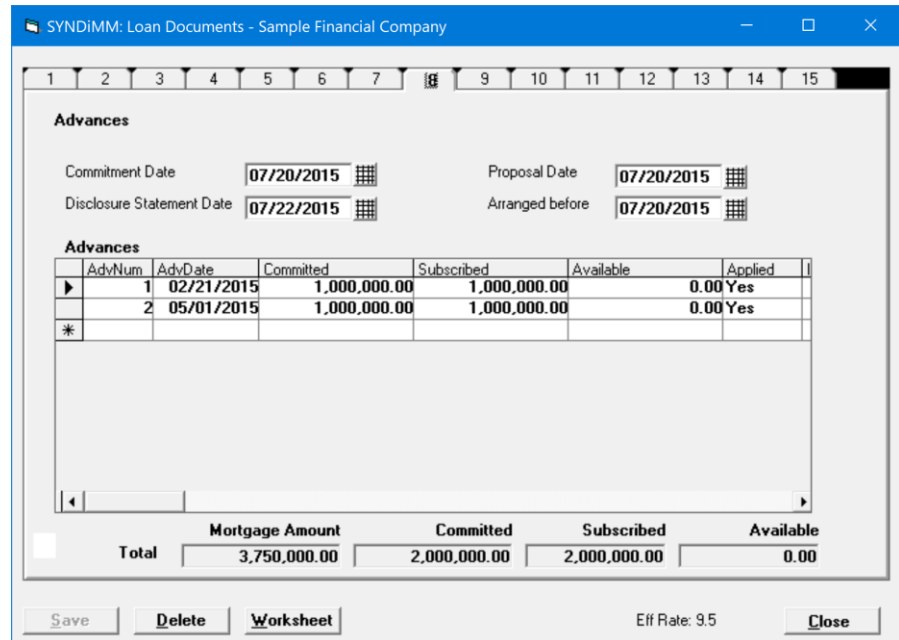 SYNDiMM: Loan Documents - Sample Financial Company
1 2 3 4 5 6 7 8 9 10 11 12 13 14 15
Advances
Commitment Date 07/20/2015 Proposal Date 07/20/2015
Disclosure Statement Date 07/22/2015 Arranged before 07/20/2015
Advances
AdvNum AdvDate Committed Subscribed Available Applied
1 02/21/2015 1,000,000.00 1,000,000.00 0.00 Yes
2 05/01/2015 1,000,000.00 1,000,000.00 0.00 Yes
Mortgage Amount Committed Subscribed Available
Total 3,750,000.00 2,000,000.00 2,000,000.00 0.00
Save Delete Worksheet Eff Rate: 9.5 Close